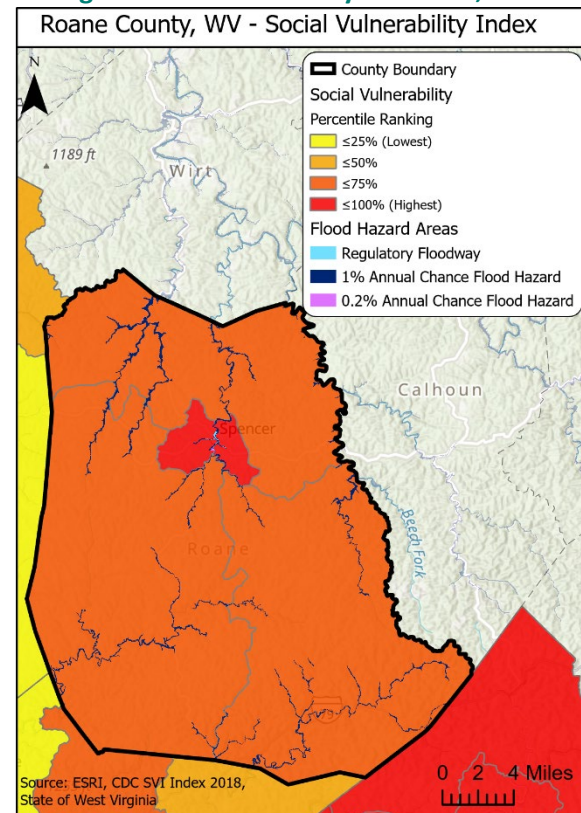 Roane County, WV - Social Vulnerability Index
N
County Boundary
Social Vulnerability
Percentile Ranking
≤25% (Lowest)
≤50%
≤75%
≤100% (Highest)
Flood Hazard Areas
Regulatory Floodway
1% Annual Chance Flood Hazard
0.2% Annual Chance Flood Hazard
1189 ft
Wirt
Calhoun
Spencer
Beech Fork
Roane
79
Source: ESRI, CDC SVI Index 2018,
State of West Virginia
0 2 4 Miles